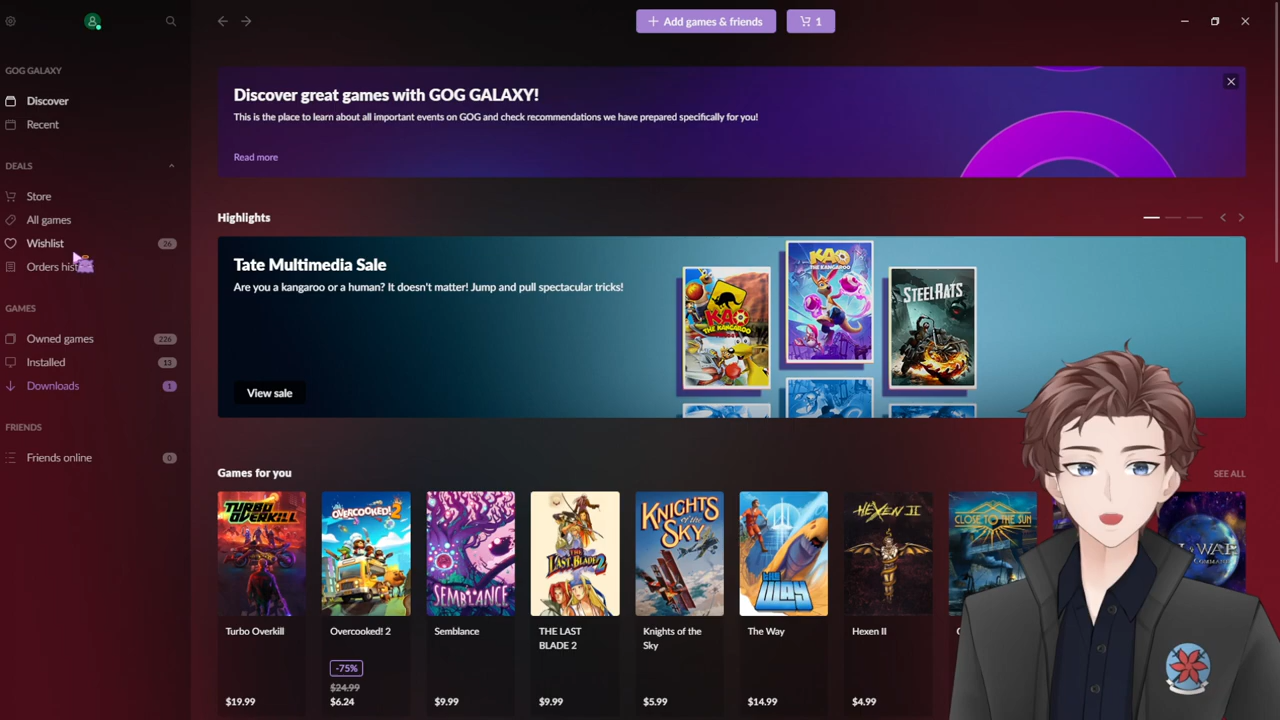 Add games & friends
1
GOG GALAXY
Discover
Recent
DEALS
Store
All games
Wishlist
26
Orders hist
GAMES
Owned games
226
Installed
13
Downloads
1
FRIENDS
Friends online
0
Discover great games with GOG GALAXY!
This is the place to learn about all important events on GOG and check recommendations we have prepared specifically for you!
Read more
Highlights
Tate Multimedia Sale
Are you a kangaroo or a human? It doesn't matter! Jump and pull spectacular tricks!
View sale
KAO
THE KANGAROO
KAO
THE KANGAROO
STEELRATS
Games for you
SEE ALL
TURBO
OVERKILL
OVERCOOKED! 2
SEMBLANCE
THE
LAST BLADE 2
KNIGHTS
OF THE
SKY
THE
WAY
HEXEN II
CLOSE TO THE
SUN
Turbo Overkill
Overcooked! 2
Semblance
THE LAST
BLADE 2
Knights of the
Sky
The Way
Hexen II
-75%
$24.99
$19.99
$6.24
$9.99
$9.99
$5.99
$14.99
$4.99